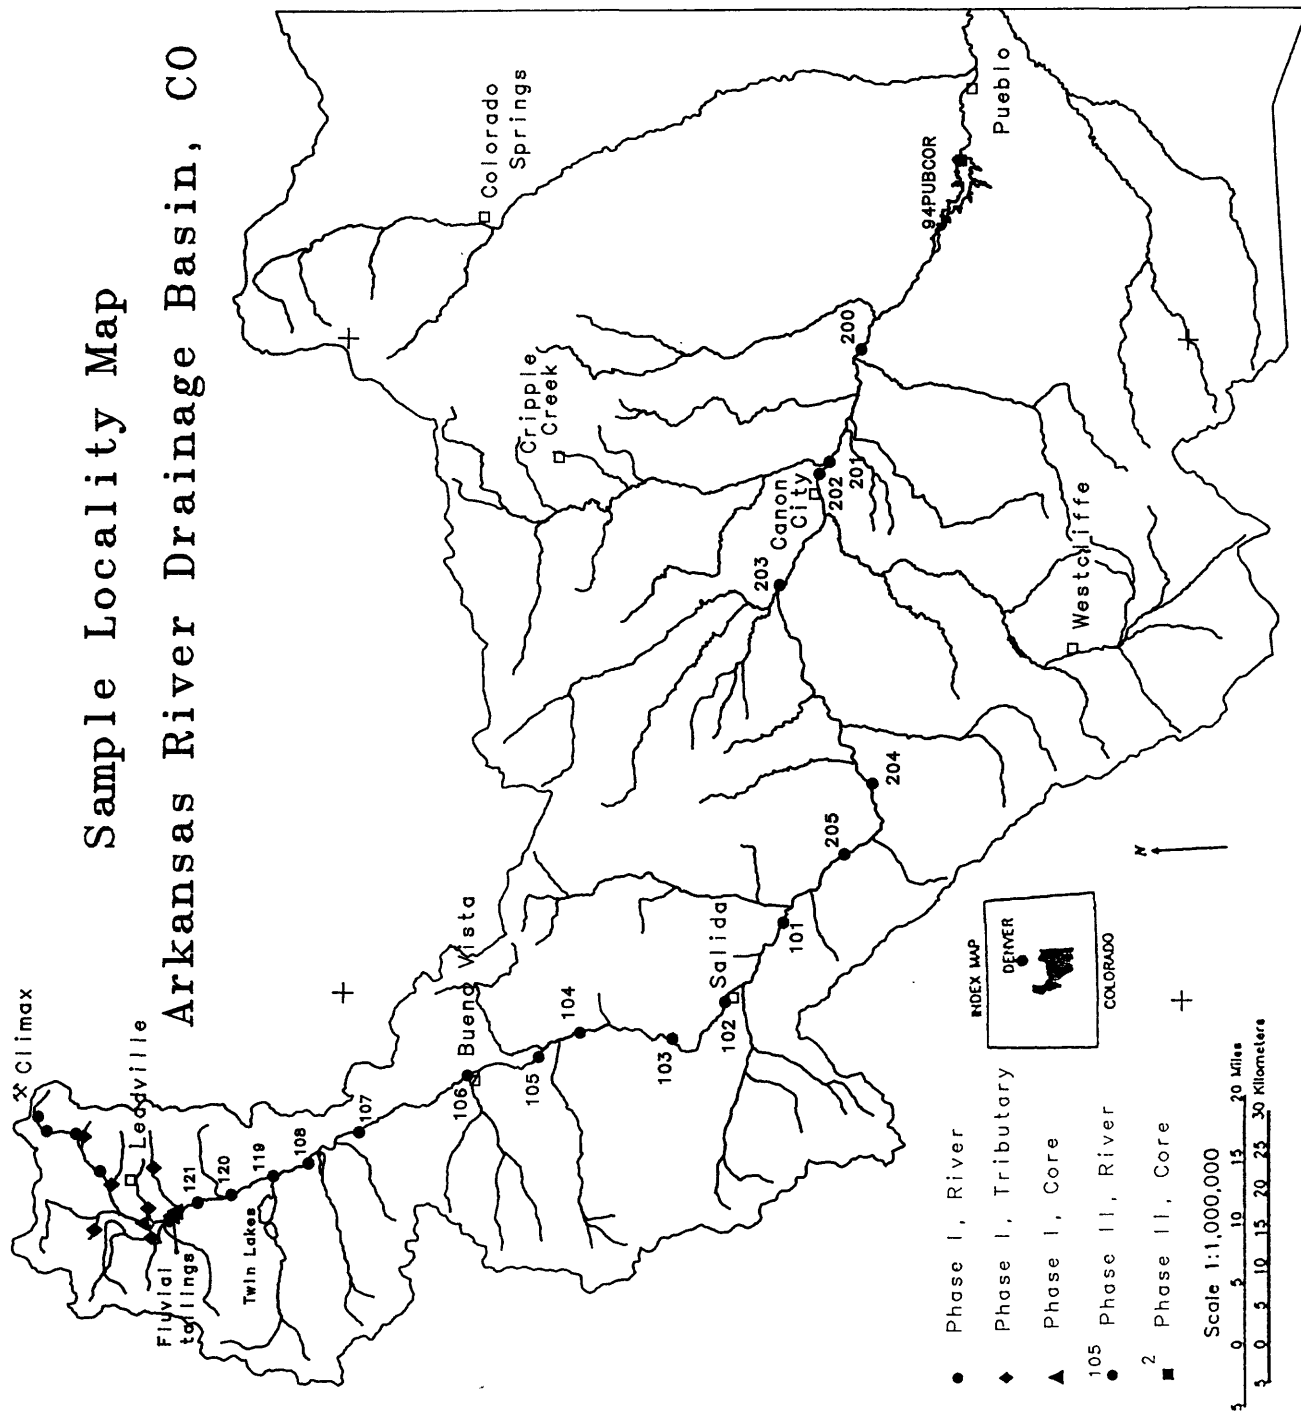 Sample Locality Map
Arkansas River Drainage Basin, CO
Climax
Leadville
Fluvial
tailings
121
120
119
108
Twin Lakes
107
106
Buena Vista
105
104
103
102
Salida
101
205
204
203
Canon
City
202
201
200
Cripple
Creek
Colorado
Springs
94PUBCOR
Pueblo
Westcliffe
N
INDEX MAP
DENVER
COLORADO
Phase I, River
Phase I, Tributary
Phase I, Core
105 Phase II, River
2 Phase II, Core
Scale 1:1,000,000
5 0 5 10 15 20 Miles
5 0 5 10 15 20 25 30 Kilometers